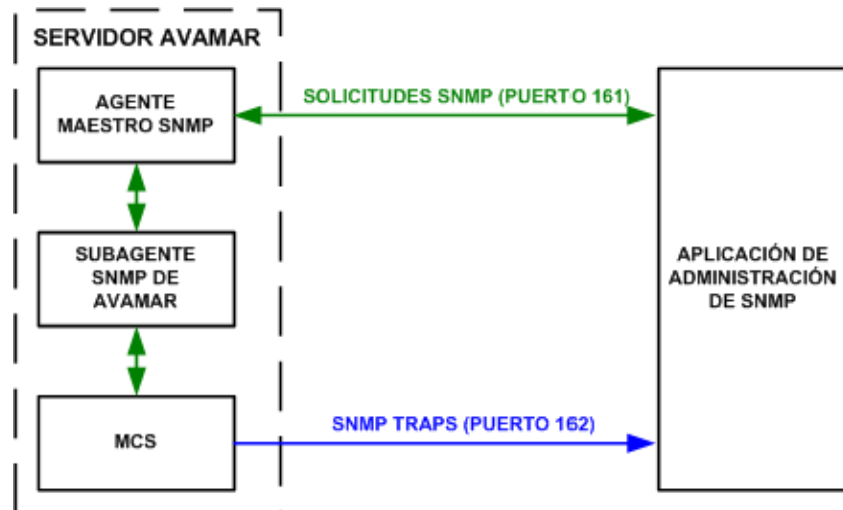 SERVIDOR AVAMAR
AGENTE
MAESTRO SNMP
SOLICITUDES SNMP (PUERTO 161)
SUBAGENTE
SNMP DE
AVAMAR
APLICACIÓN DE
ADMINISTRACIÓN
DE SNMP
MCS
SNMP TRAPS (PUERTO 162)